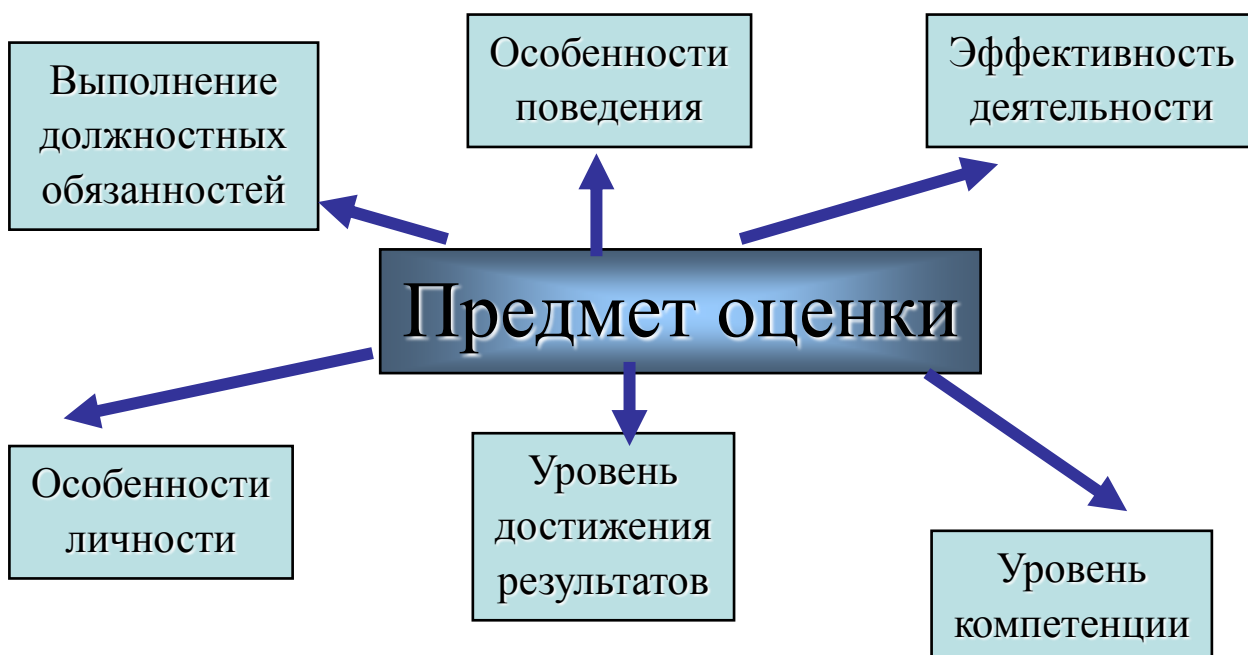 Выполнение
должностных
обязанностей
Особенности
поведения
Эффективность
деятельности
Предмет оценки
Особенности
личности
Уровень
достижения
результатов
Уровень
компетенции